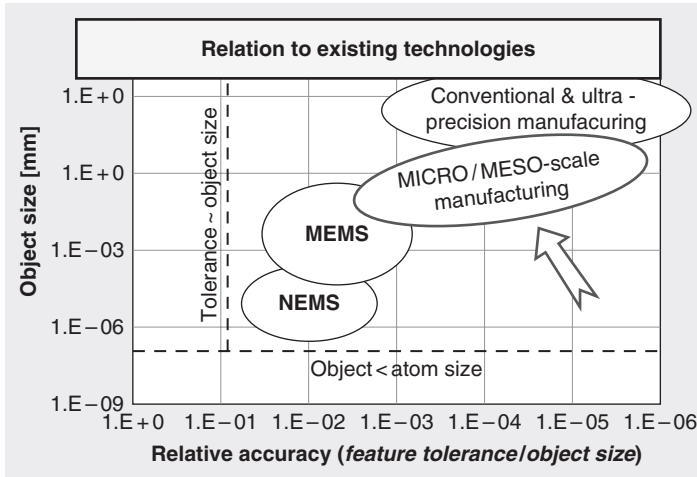 Relation to existing technologies
Object size [mm]
1.E+0
1.E+0
1.E−03
1.E−06
1.E−09
Tolerance ~ object size
Conventional & ultra -
precision manufacuring
MICRO/MESO-scale
manufacturing
MEMS
NEMS
Object < atom size
1.E+0
1.E−01
1.E−02
1.E−03
1.E−04
1.E−05
1.E−06
Relative accuracy (feature tolerance/object size)